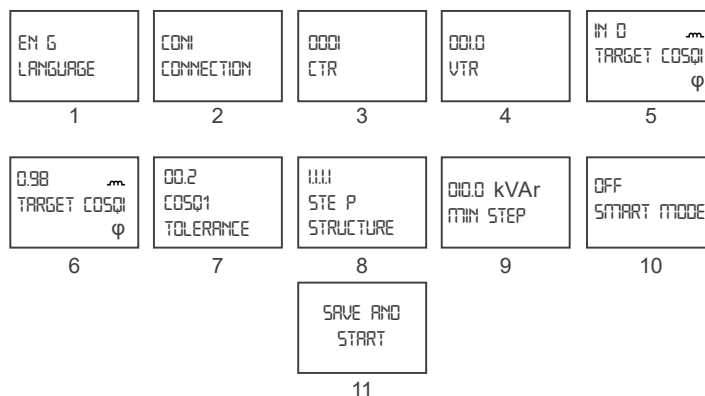 EN G
LANGUAGE
1
CON1
CONNECTION
2
0001
CTR
3
001.0
VTR
4
IN D
TARGET COSQ1
φ
5
0.98
TARGET COSQ1
φ
6
00.2
COSQ1
TOLERANCE
7
1.1.1.1
STE P
STRUCTURE
8
010.0 kVAr
MIN STEP
9
OFF
SMART MODE
10
SAVE AND
START
11